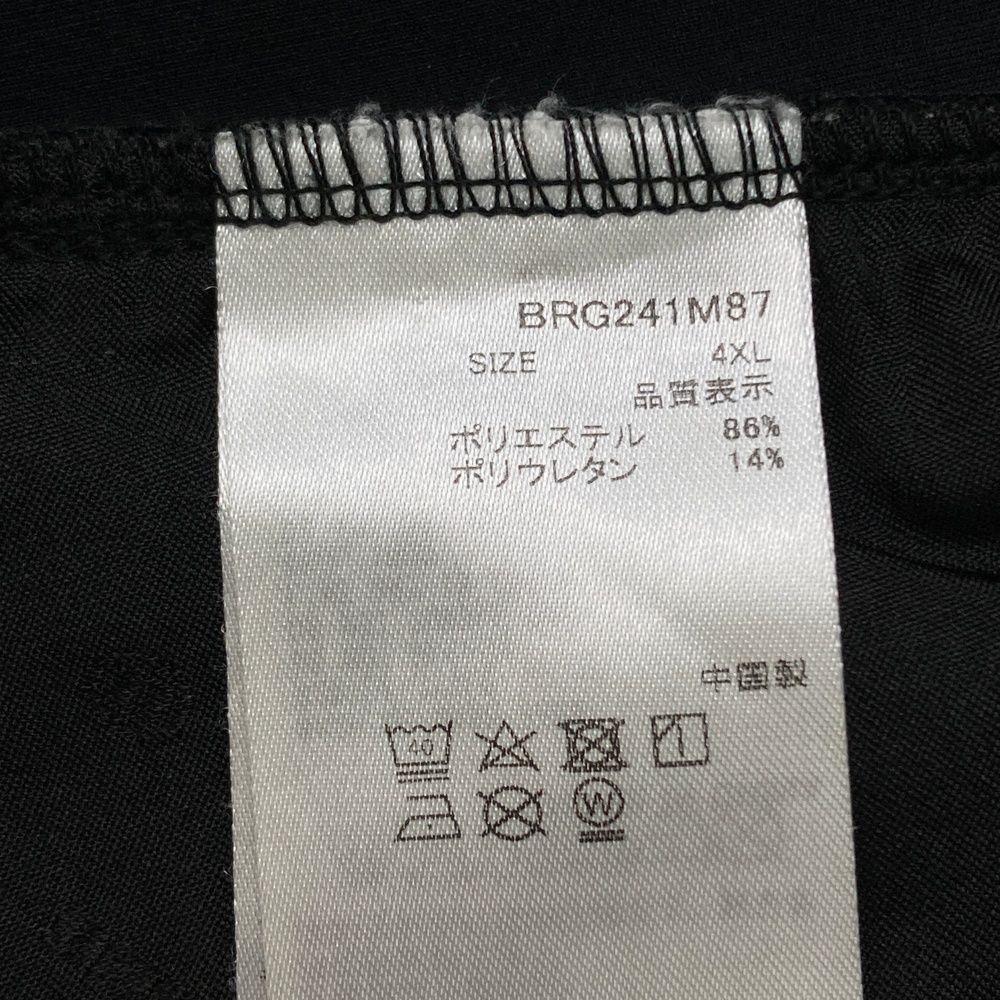 BRG241M87
SIZE 4XL
品質表示
ポリエステル 86%
ポリウレタン 14%
中国製
40
W